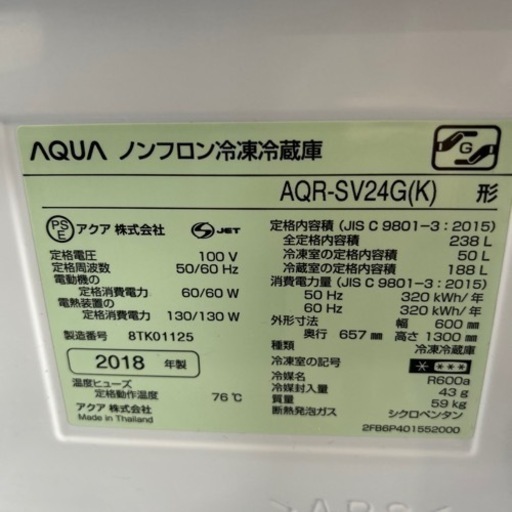 AQUA ノンフロン冷凍冷蔵庫
G
AQR-SV24G(K) 形
PSE アクア 株式会社 S JET
定格電圧 100 V
定格周波数 50/60 Hz
電動機の
定格消費電力 60/60 W
電熱装置の
定格消費電力 130/130 W
製造番号 8TK01125
2018 年製
温度ヒューズ
定格動作温度 76℃
アクア 株式会社
Made in Thailand
定格内容積 (JIS C 9801-3:2015)
全定格内容積 238 L
冷凍室の定格内容積 50 L
冷蔵室の定格内容積 188 L
消費電力量 (JIS C 9801-3:2015)
50 Hz 320 kWh/年
60 Hz 320 kWh/年
外形寸法 幅 600 mm
奥行 657 mm 高さ 1300 mm
種類 冷凍冷蔵庫
冷凍室の記号
冷媒名 R600a
冷媒封入量 43 g
質量 59 kg
断熱発泡ガス シクロペンタン
2FB6P401552000
>ABS<